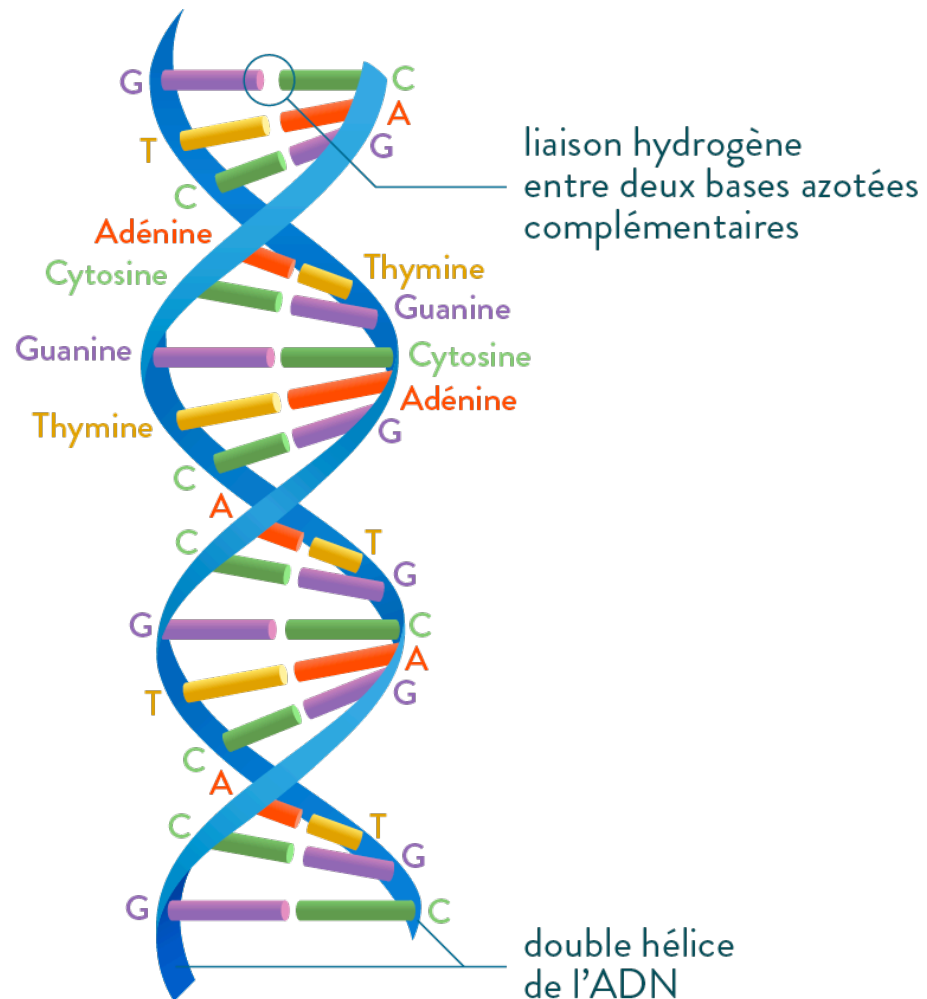 G C
A
T G
C
liaison hydrogène
entre deux bases azotées
complémentaires
Adénine
Cytosine Thymine
Guanine
Guanine Cytosine
Thymine Adénine
G
C
A
C T
G
G C
A
T G
C
A
C T
G
G C
double hélice
de l'ADN